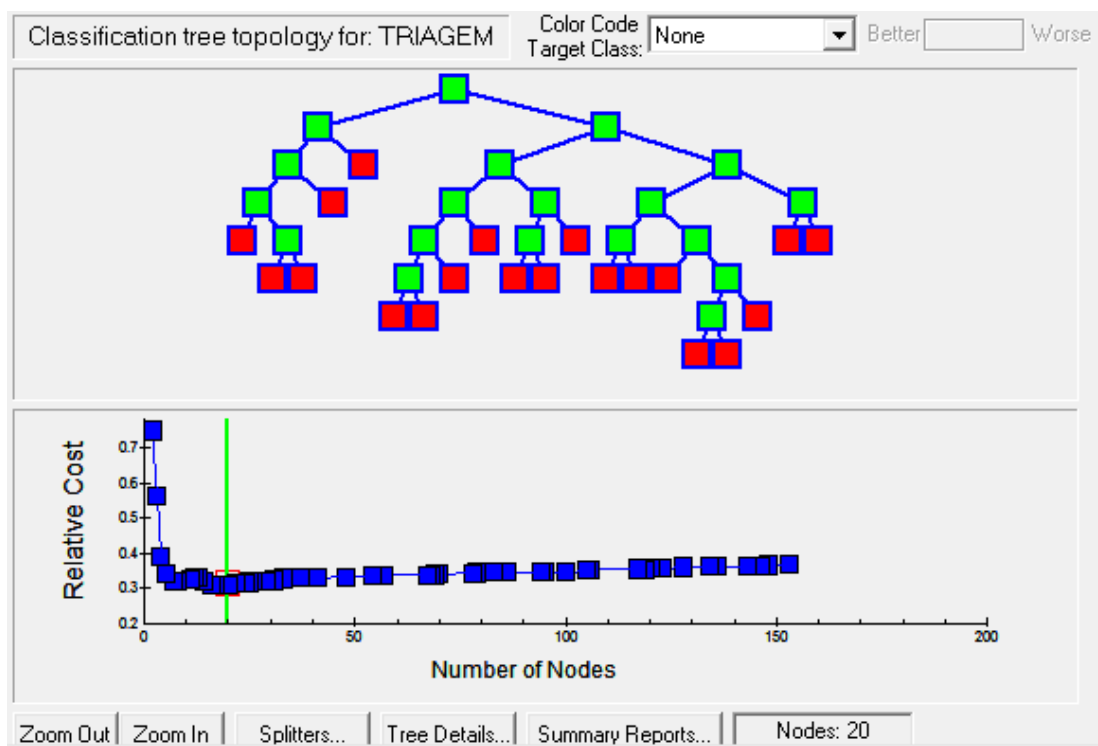 Classification tree topology for: TRIAGEM
Color Code
Target Class:
None
Better
Worse
Relative Cost
0.7
0.6
0.5
0.4
0.3
0.2
0
50
100
150
200
Number of Nodes
Zoom Out
Zoom In
Splitters...
Tree Details...
Summary Reports...
Nodes: 20